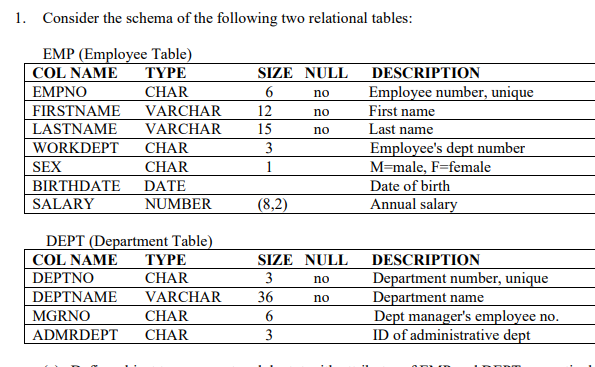 1. Consider the schema of the following two relational tables:
EMP (Employee Table)
COL NAME TYPE SIZE NULL DESCRIPTION
EMPNO CHAR 6 no Employee number, unique
FIRSTNAME VARCHAR 12 no First name
LASTNAME VARCHAR 15 no Last name
WORKDEPT CHAR 3 Employee's dept number
SEX CHAR 1 M=male, F=female
BIRTHDATE DATE Date of birth
SALARY NUMBER (8,2) Annual salary
DEPT (Department Table)
COL NAME TYPE SIZE NULL DESCRIPTION
DEPTNO CHAR 3 no Department number, unique
DEPTNAME VARCHAR 36 no Department name
MGRNO CHAR 6 Dept manager's employee no.
ADMRDEPT CHAR 3 ID of administrative dept